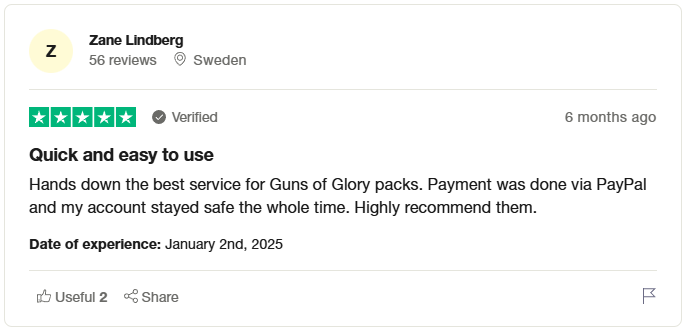 Z
Zane Lindberg
56 reviews Sweden
Verified
6 months ago
Quick and easy to use
Hands down the best service for Guns of Glory packs. Payment was done via PayPal
and my account stayed safe the whole time. Highly recommend them.
Date of experience: January 2nd, 2025
Useful 2 Share